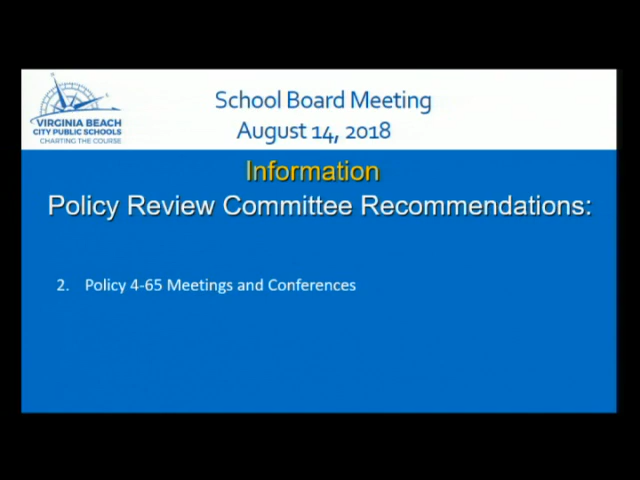 VIRGINIA BEACH
CITY PUBLIC SCHOOLS
CHARTING THE COURSE
School Board Meeting
August 14, 2018
Information
Policy Review Committee Recommendations:
2. Policy 4-65 Meetings and Conferences